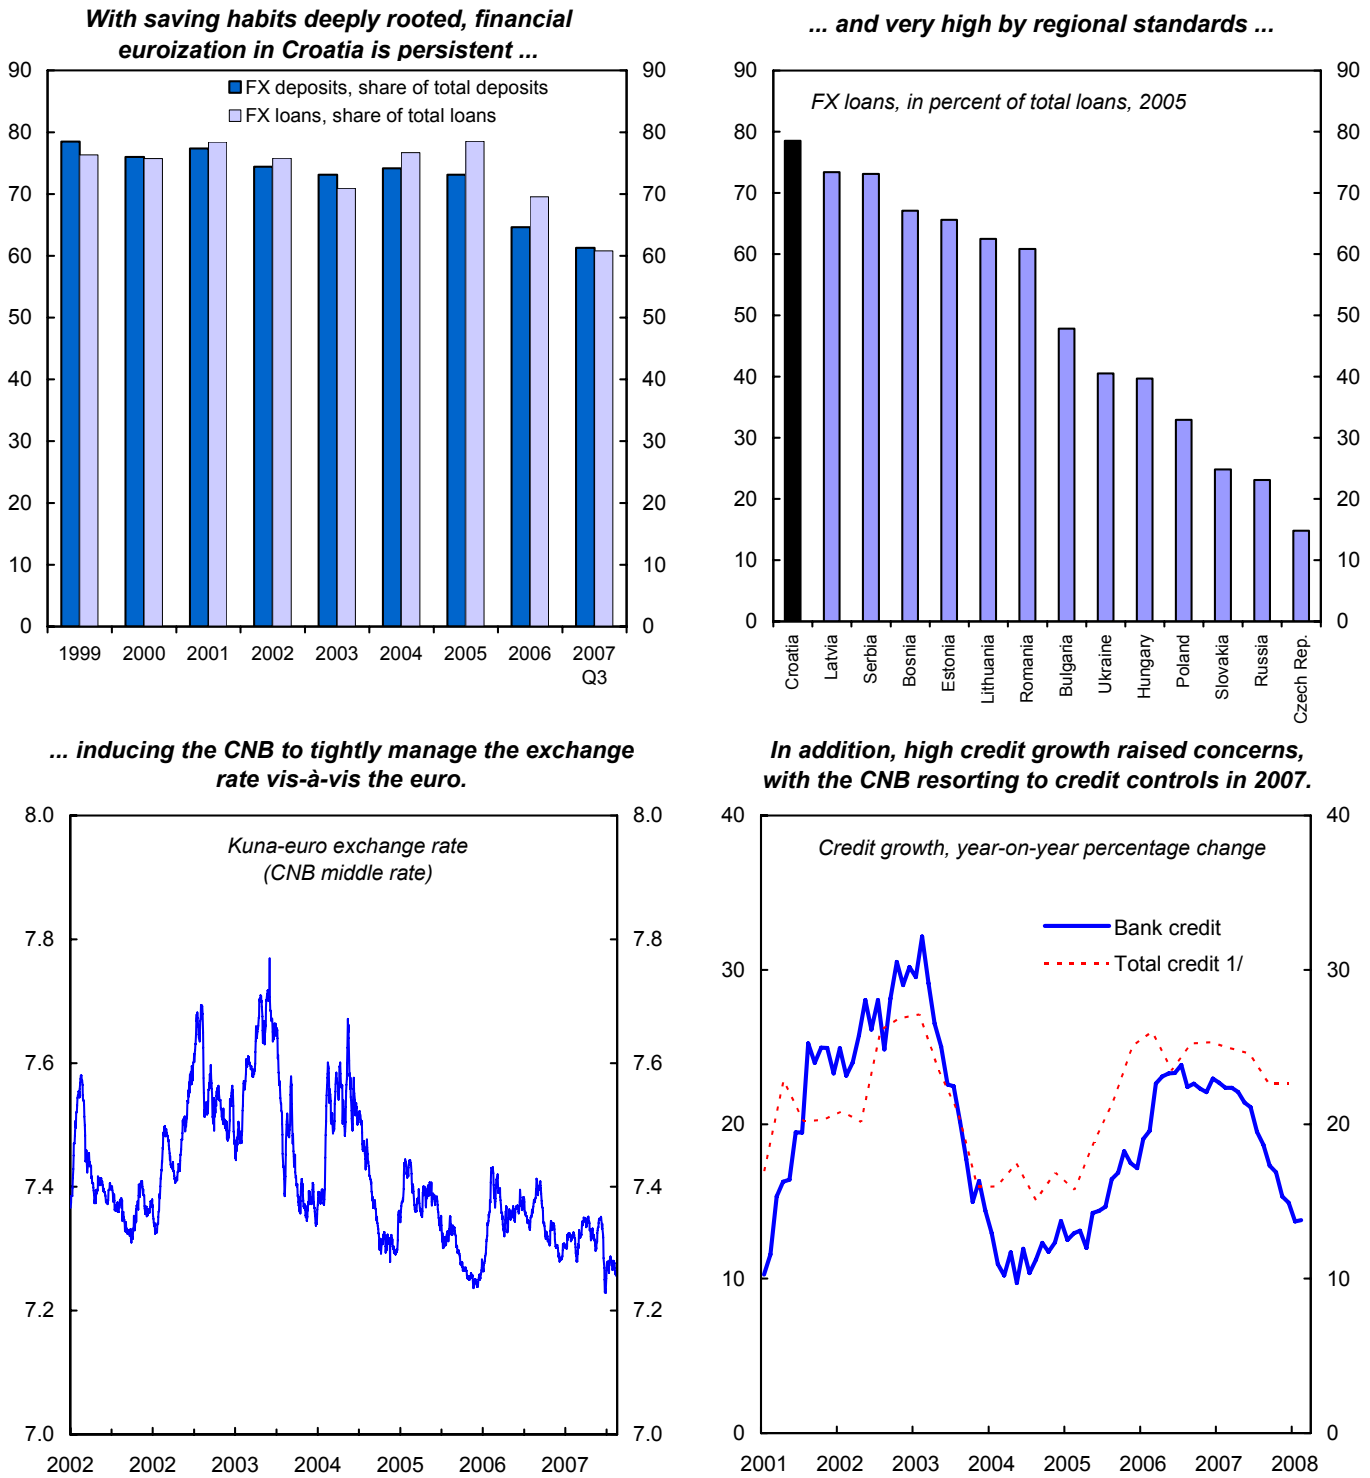 With saving habits deeply rooted, financial
euroization in Croatia is persistent ...
90
80
70
60
50
40
30
20
10
0
FX deposits, share of total deposits
FX loans, share of total loans
90
80
70
60
50
40
30
20
10
0
1999 2000 2001 2002 2003 2004 2005 2006 2007
Q3
... and very high by regional standards ...
90
80
70
60
50
40
30
20
10
0
FX loans, in percent of total loans, 2005
90
80
70
60
50
40
30
20
10
0
Croatia
Latvia
Serbia
Bosnia
Estonia
Lithuania
Romania
Bulgaria
Ukraine
Hungary
Poland
Slovakia
Russia
Czech Rep.
... inducing the CNB to tightly manage the exchange
rate vis-à-vis the euro.
8.0
7.8
7.6
7.4
7.2
7.0
Kuna-euro exchange rate
(CNB middle rate)
8.0
7.8
7.6
7.4
7.2
7.0
2002 2002 2003 2004 2005 2006 2007
In addition, high credit growth raised concerns,
with the CNB resorting to credit controls in 2007.
40
30
20
10
0
Credit growth, year-on-year percentage change
Bank credit
Total credit 1/
40
30
20
10
0
2001 2002 2003 2004 2005 2006 2007 2008